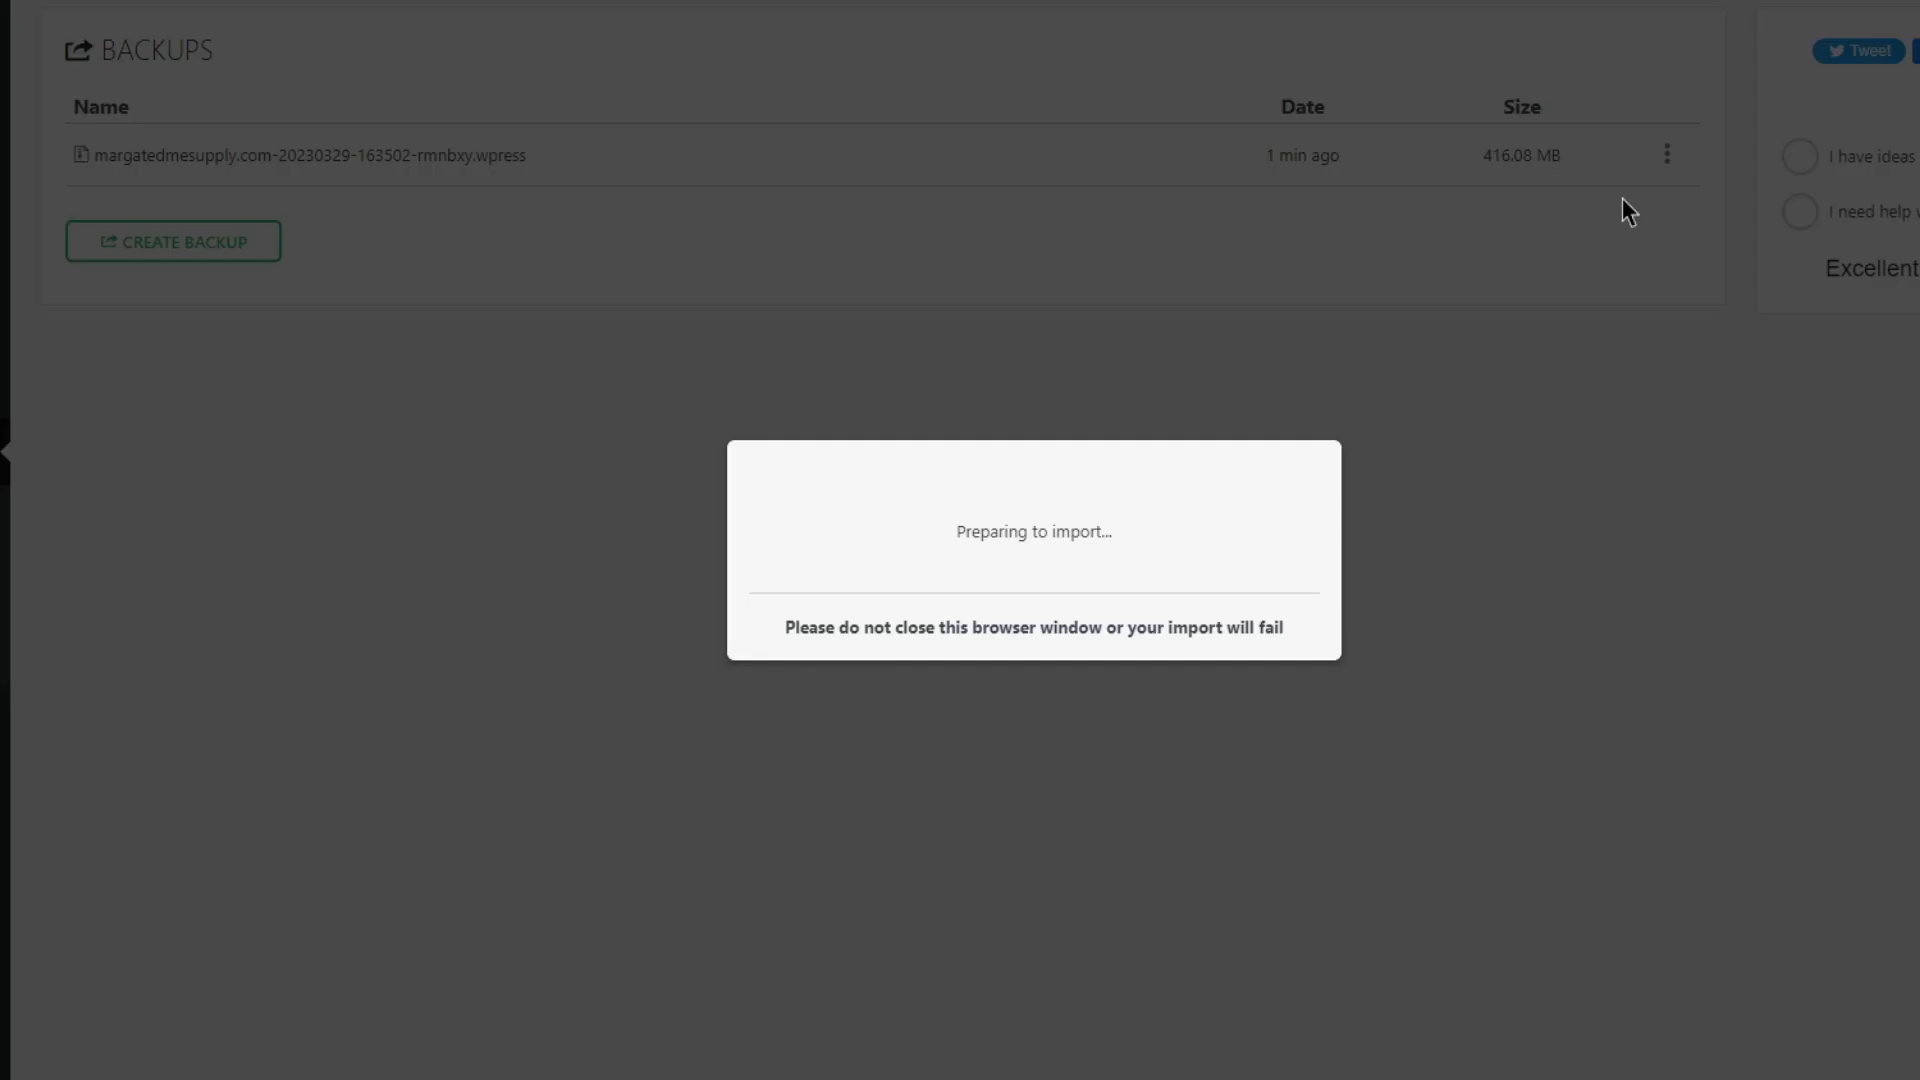 BACKUPS
Name Date Size
margatedmesupply.com-20230329-163502-rmnbxy.wpress 1 min ago 416.08 MB
CREATE BACKUP
Tweet
I have ideas
I need help
Excellent
Preparing to import...
Please do not close this browser window or your import will fail